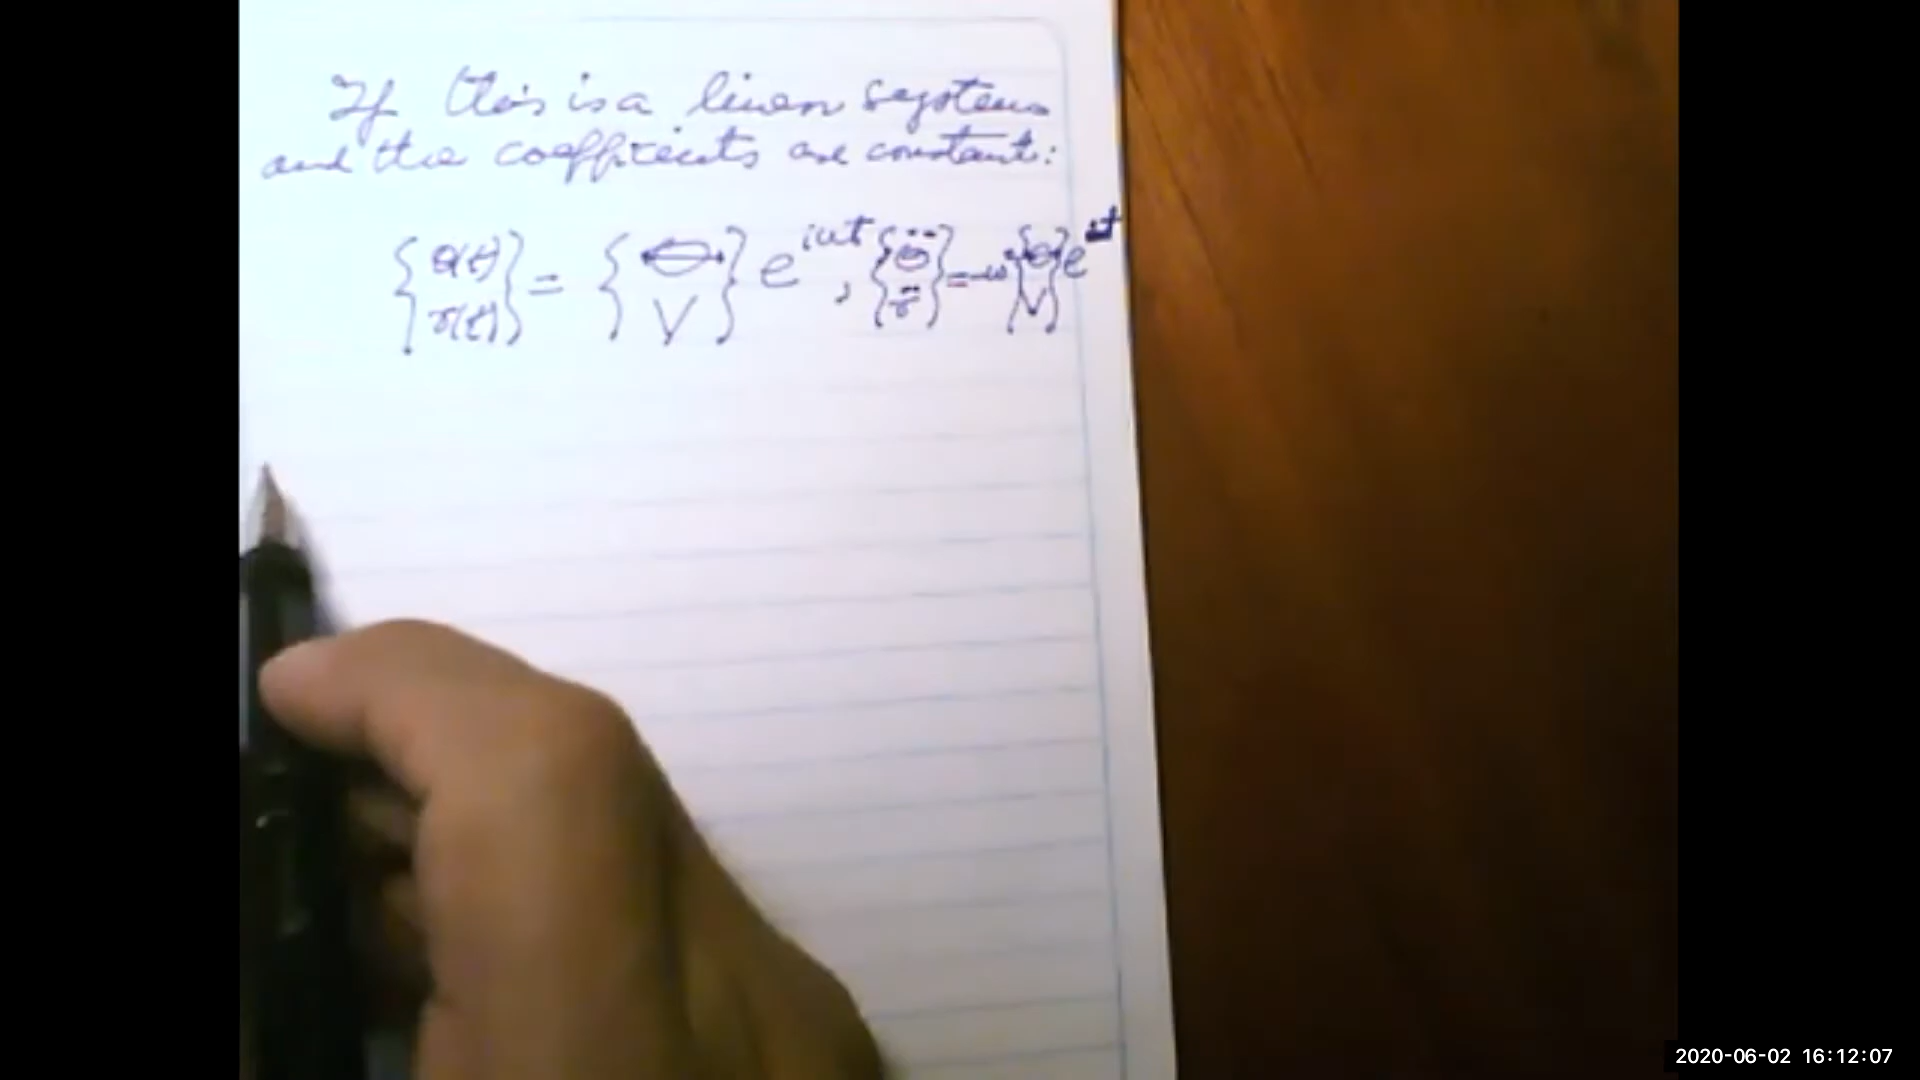 If this is a linear system
and the coefficients are constant:
{θ(t) v(t)} = {Θ V} e^{iωt}, {θ̈ v̈} = -ω²{Θ V} e^{iωt}
2020-06-02 16:12:07